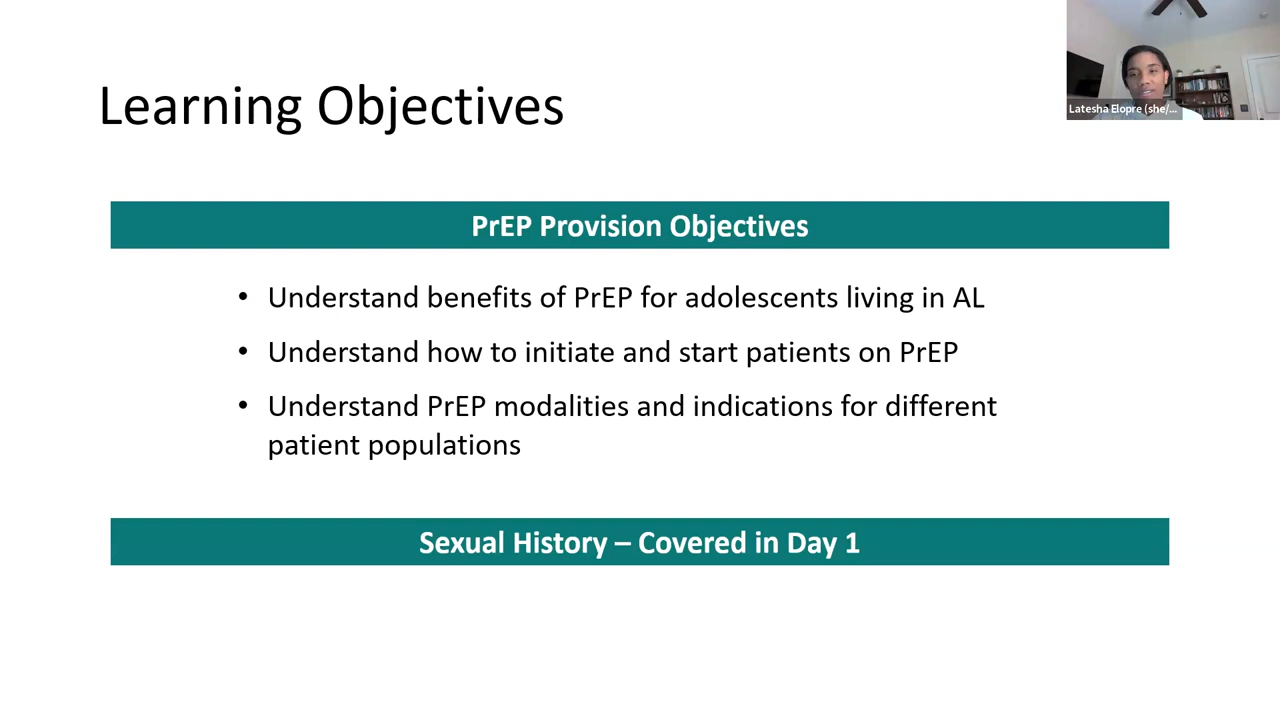 Learning Objectives
Latesha Elopre (she/...
PrEP Provision Objectives
• Understand benefits of PrEP for adolescents living in AL
• Understand how to initiate and start patients on PrEP
• Understand PrEP modalities and indications for different
patient populations
Sexual History – Covered in Day 1